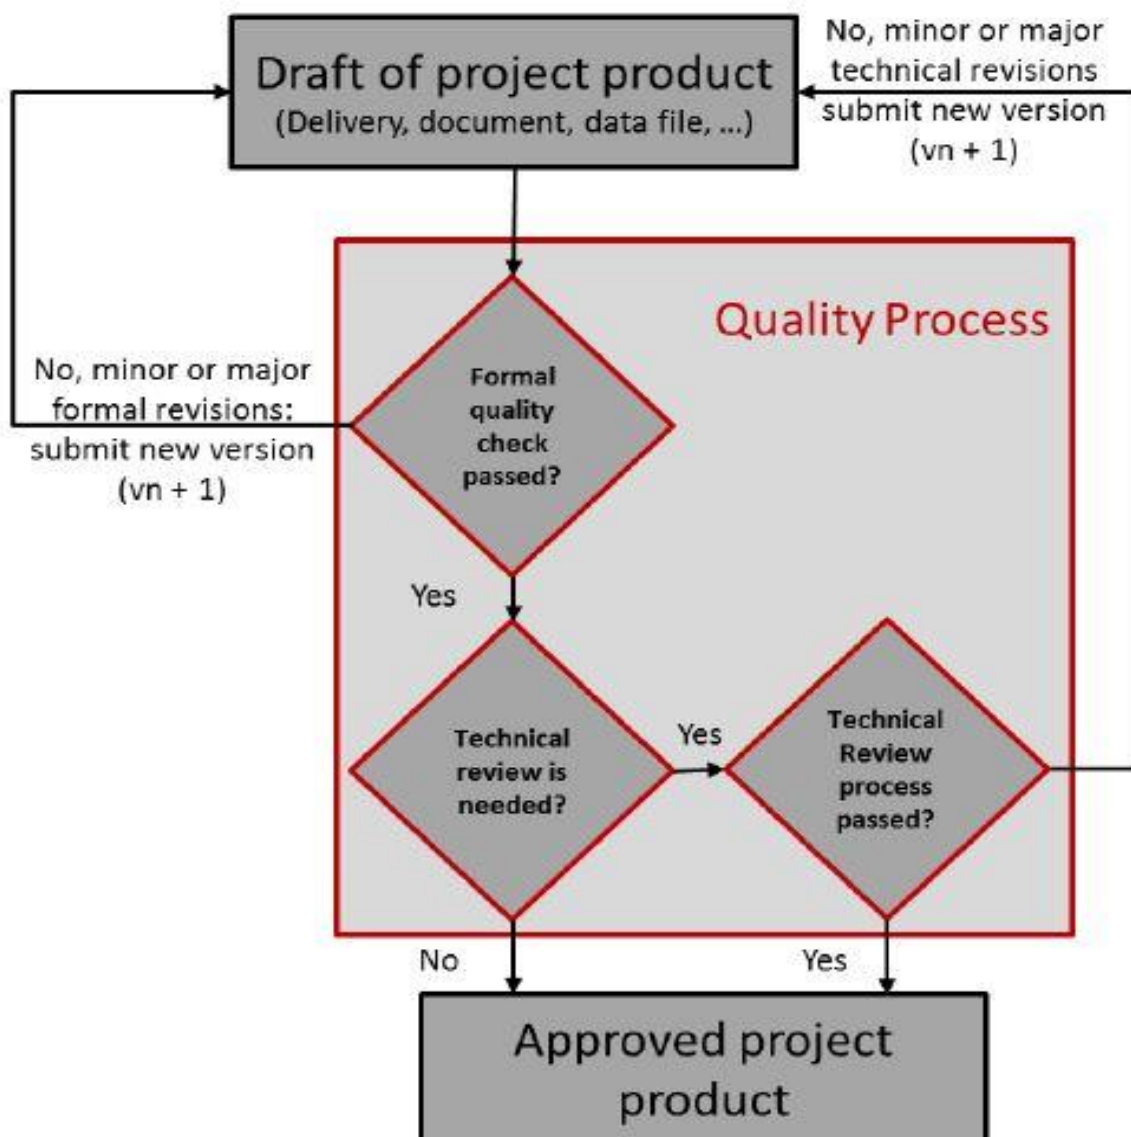 Draft of project product
(Delivery, document, data file, ...)
No, minor or major
technical revisions
submit new version
(vn + 1)
Quality Process
Formal
quality
check
passed?
No, minor or major
formal revisions:
submit new version
(vn + 1)
Yes
Technical
review is
needed?
Yes
Technical
Review
process
passed?
No
Yes
Approved project
product